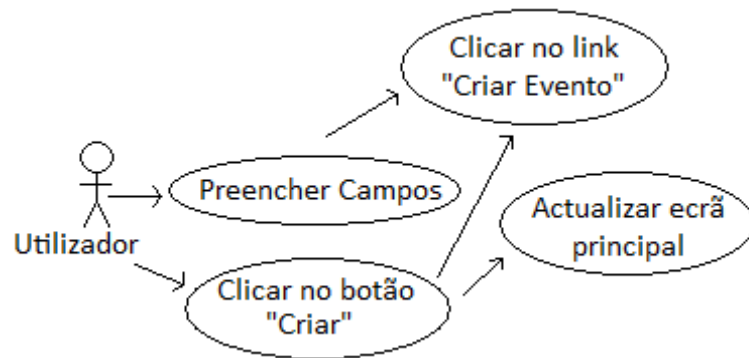 Clicar no link
"Criar Evento"
Preencher Campos
Actualizar ecrã
principal
Utilizador
Clicar no botão
"Criar"